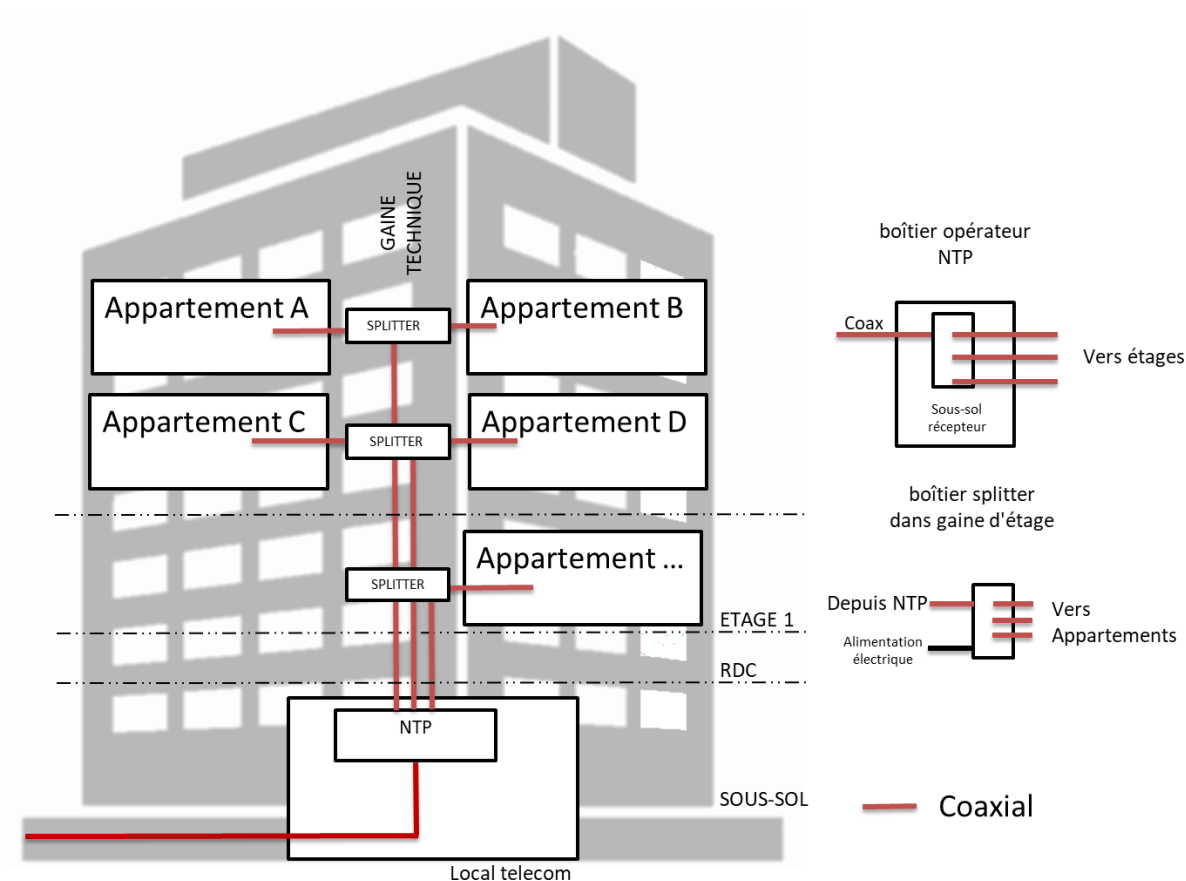 GAINE
TECHNIQUE
Appartement A
SPLITTER
Appartement B
Appartement C
SPLITTER
Appartement D
Appartement ...
SPLITTER
ETAGE 1
RDC
NTP
SOUS-SOL
Local telecom
boîtier opérateur
NTP
Coax
Vers étages
Sous-sol
récepteur
boîtier splitter
dans gaine d'étage
Depuis NTP
Vers
Appartements
Alimentation
électrique
Coaxial